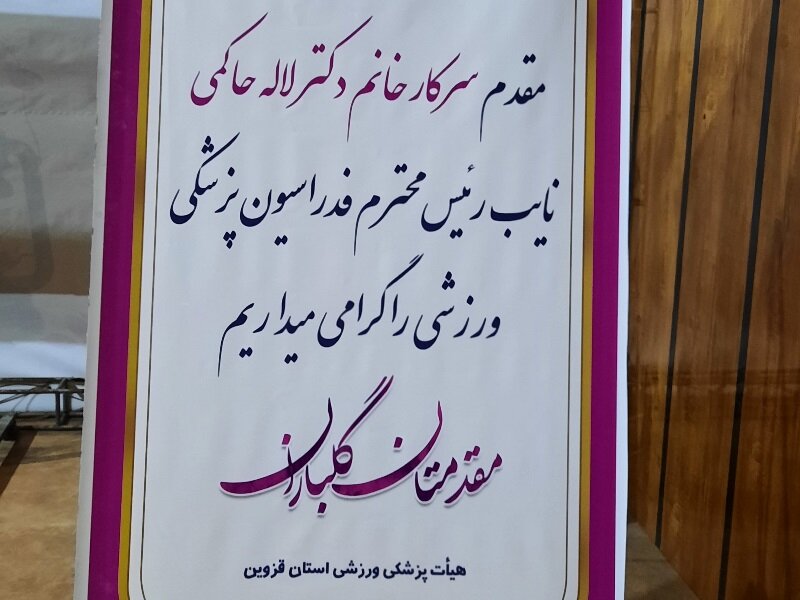 مقدم سرکار خانم دکتر لاله حاکمی
نایب رئیس محترم فدراسیون پزشکی
ورزشی را گرامی میداریم
مقدمتان گلباران
هیأت پزشکی ورزشی استان قزوین